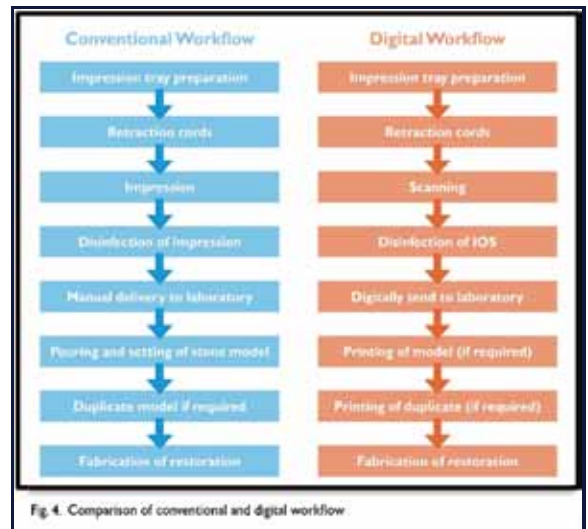 Conventional Workflow
Impression tray preparation
Retraction cords
Impression
Disinfection of impression
Manual delivery to laboratory
Pouring and setting of stone model
Duplicate model if required
Fabrication of restoration
Digital Workflow
Impression tray preparation
Retraction cords
Scanning
Disinfection of IOS
Digitally send to laboratory
Printing of model (if required)
Printing of duplicate (if required)
Fabrication of restoration
Fig. 4. Comparison of conventional and digital workflow